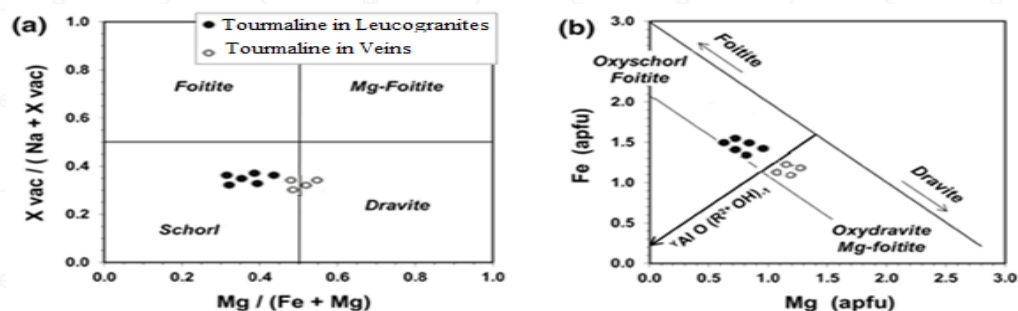 (a)
● Tourmaline in Leucogranites
○ Tourmaline in Veins
X vac / ( Na + X vac)
1.0
0.8
0.6
0.4
0.2
0.0
Foitite
Mg-Foitite
Schorl
Dravite
0.0 0.2 0.4 0.6 0.8 1.0
Mg / (Fe + Mg)
(b)
Fe (apfu)
3.0
2.5
2.0
1.5
1.0
0.5
0.0
Foitite
Oxyschorl
Foitite
Dravite
ʸAl O (R²⁺ OH)₋₁
Oxydravite
Mg-foitite
0.0 0.5 1.0 1.5 2.0 2.5 3.0
Mg (apfu)